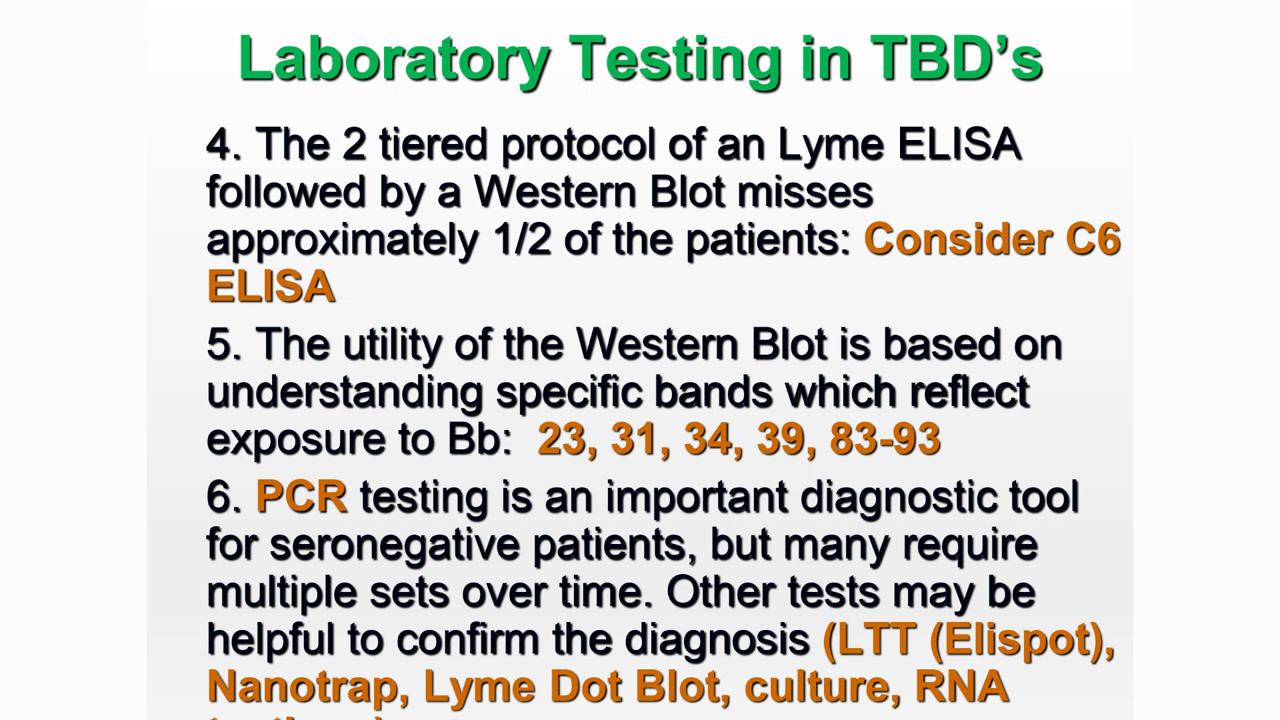 Laboratory Testing in TBD’s
4. The 2 tiered protocol of an Lyme ELISA
followed by a Western Blot misses
approximately 1/2 of the patients: Consider C6
ELISA
5. The utility of the Western Blot is based on
understanding specific bands which reflect
exposure to Bb:  23, 31, 34, 39, 83-93
6. PCR testing is an important diagnostic tool
for seronegative patients, but many require
multiple sets over time. Other tests may be
helpful to confirm the diagnosis (LTT (Elispot),
Nanotrap, Lyme Dot Blot, culture, RNA